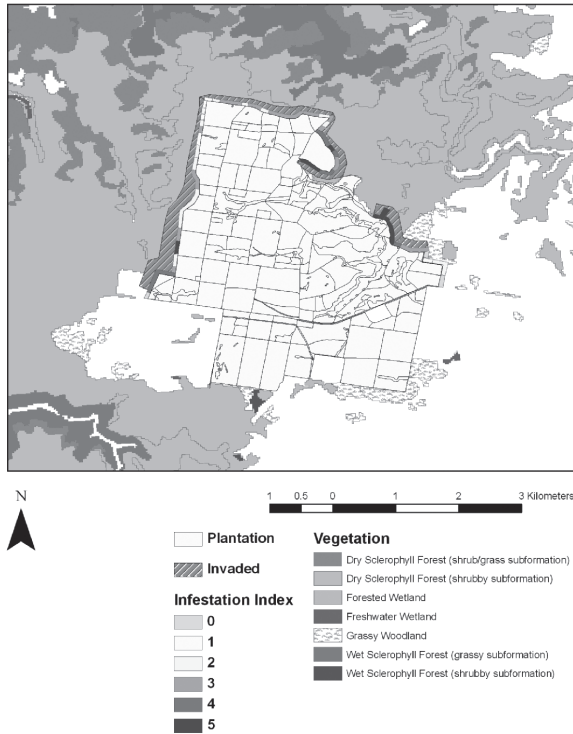 N
1 0.5 0 1 2 3 Kilometers
Plantation
Invaded
Infestation Index
0
1
2
3
4
5
Vegetation
Dry Sclerophyll Forest (shrub/grass subformation)
Dry Sclerophyll Forest (shrubby subformation)
Forested Wetland
Freshwater Wetland
Grassy Woodland
Wet Sclerophyll Forest (grassy subformation)
Wet Sclerophyll Forest (shrubby subformation)